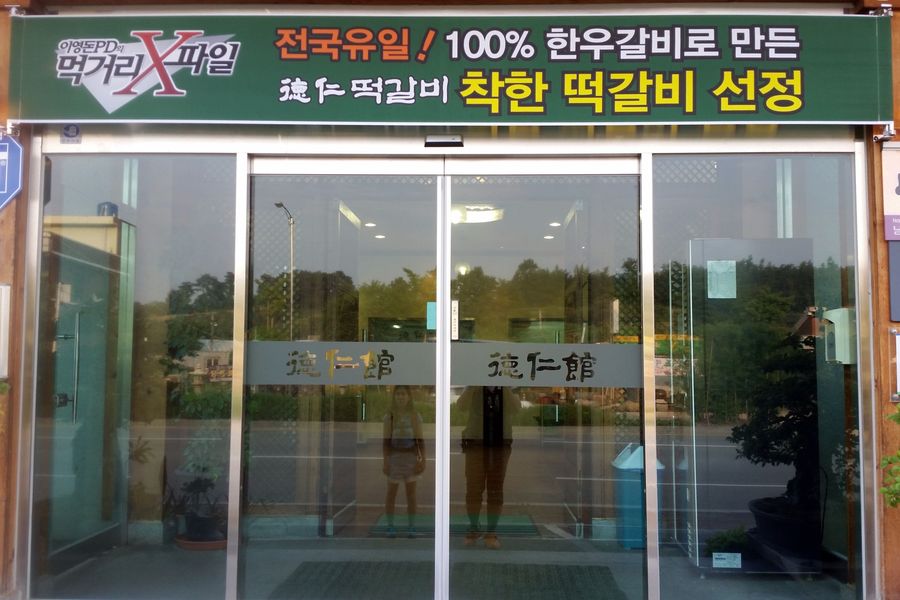 이영돈PD의
먹거리X파일
전국유일! 100% 한우갈비로 만든
德仁 떡갈비 착한 떡갈비 선정
德仁館
德仁館